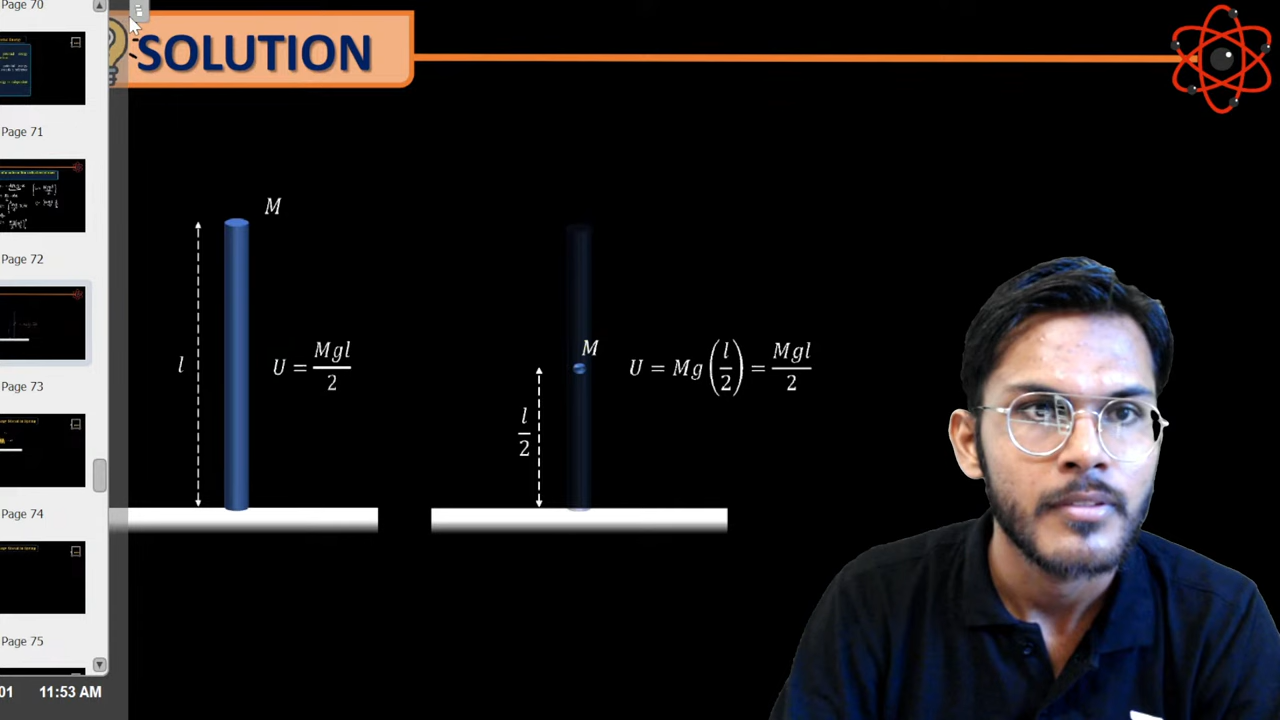 Page 70
SOLUTION
Page 71
Page 72
Page 73
Page 74
Page 75
01 11:53 AM
M
l
U = Mgl/2
M
l/2
U = Mg(l/2) = Mgl/2